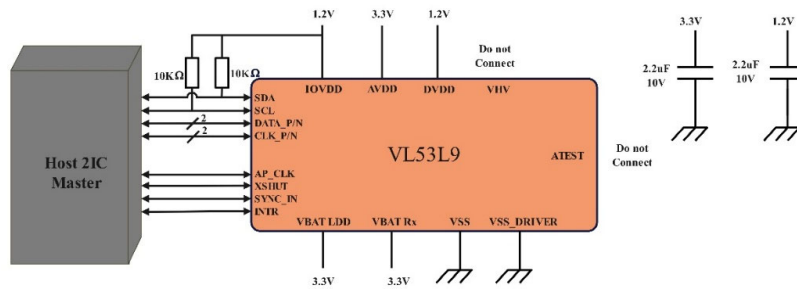 1.2V
3.3V
1.2V
3.3V
1.2V
Do not
Connect
10KΩ
10KΩ
2.2uF
10V
2.2uF
10V
IOVDD
AVDD
DVDD
VHV
SDA
SCL
2
DATA_P/N
2
CLK_P/N
Host 2IC
Master
VL53L9
ATEST
Do not
Connect
AP_CLK
XSHUT
SYNC_IN
INTR
VBAT LDD
VBAT Rx
VSS
VSS_DRIVER
3.3V
3.3V